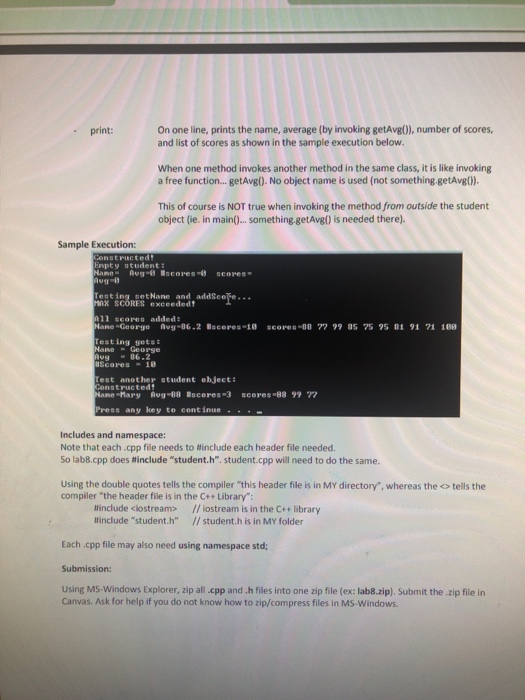 - print: On one line, prints the name, average (by invoking getAvg()), number of scores,
and list of scores as shown in the sample execution below.
When one method invokes another method in the same class, it is like invoking
a free function... getAvg(). No object name is used (not something.getAvg()).
This of course is NOT true when invoking the method from outside the student
object (ie. in main()... something.getAvg() is needed there).
Sample Execution:
Constructed!
Empty student:
Name= Avg=0 #scores=0 scores=
Avg=0
Testing setName and addScore...
MAX SCORES exceeded!
All scores added:
Name=George Avg=86.2 #scores=10 scores=88 77 99 85 75 95 81 91 71 100
Testing gets:
Name = George
Avg = 86.2
#Scores = 10
Test another student object:
Constructed!
Name=Mary Avg=88 #scores=3 scores=88 99 77
Press any key to continue . . .
Includes and namespace:
Note that each .cpp file needs to #include each header file needed.
So lab8.cpp does #include "student.h". student.cpp will need to do the same.
Using the double quotes tells the compiler "this header file is in MY directory", whereas the <> tells the
compiler "the header file is in the C++ Library":
#include <iostream> // iostream is in the C++ library
#include "student.h" // student.h is in MY folder
Each .cpp file may also need using namespace std;
Submission:
Using MS-Windows Explorer, zip all .cpp and .h files into one zip file (ex: lab8.zip). Submit the .zip file in
Canvas. Ask for help if you do not know how to zip/compress files in MS-Windows.